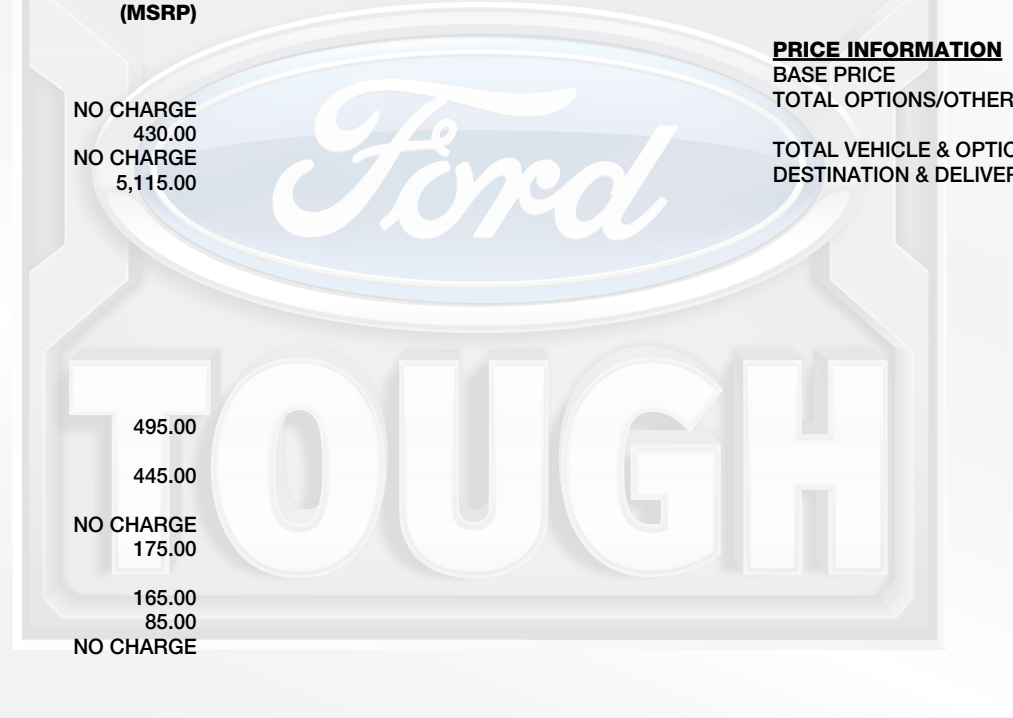 (MSRP)
NO CHARGE
430.00
NO CHARGE
5,115.00
495.00
445.00
NO CHARGE
175.00
165.00
85.00
NO CHARGE
PRICE INFORMATION
BASE PRICE
TOTAL OPTIONS/OTHER
TOTAL VEHICLE & OPTIO
DESTINATION & DELIVER
Ford
TOUGH